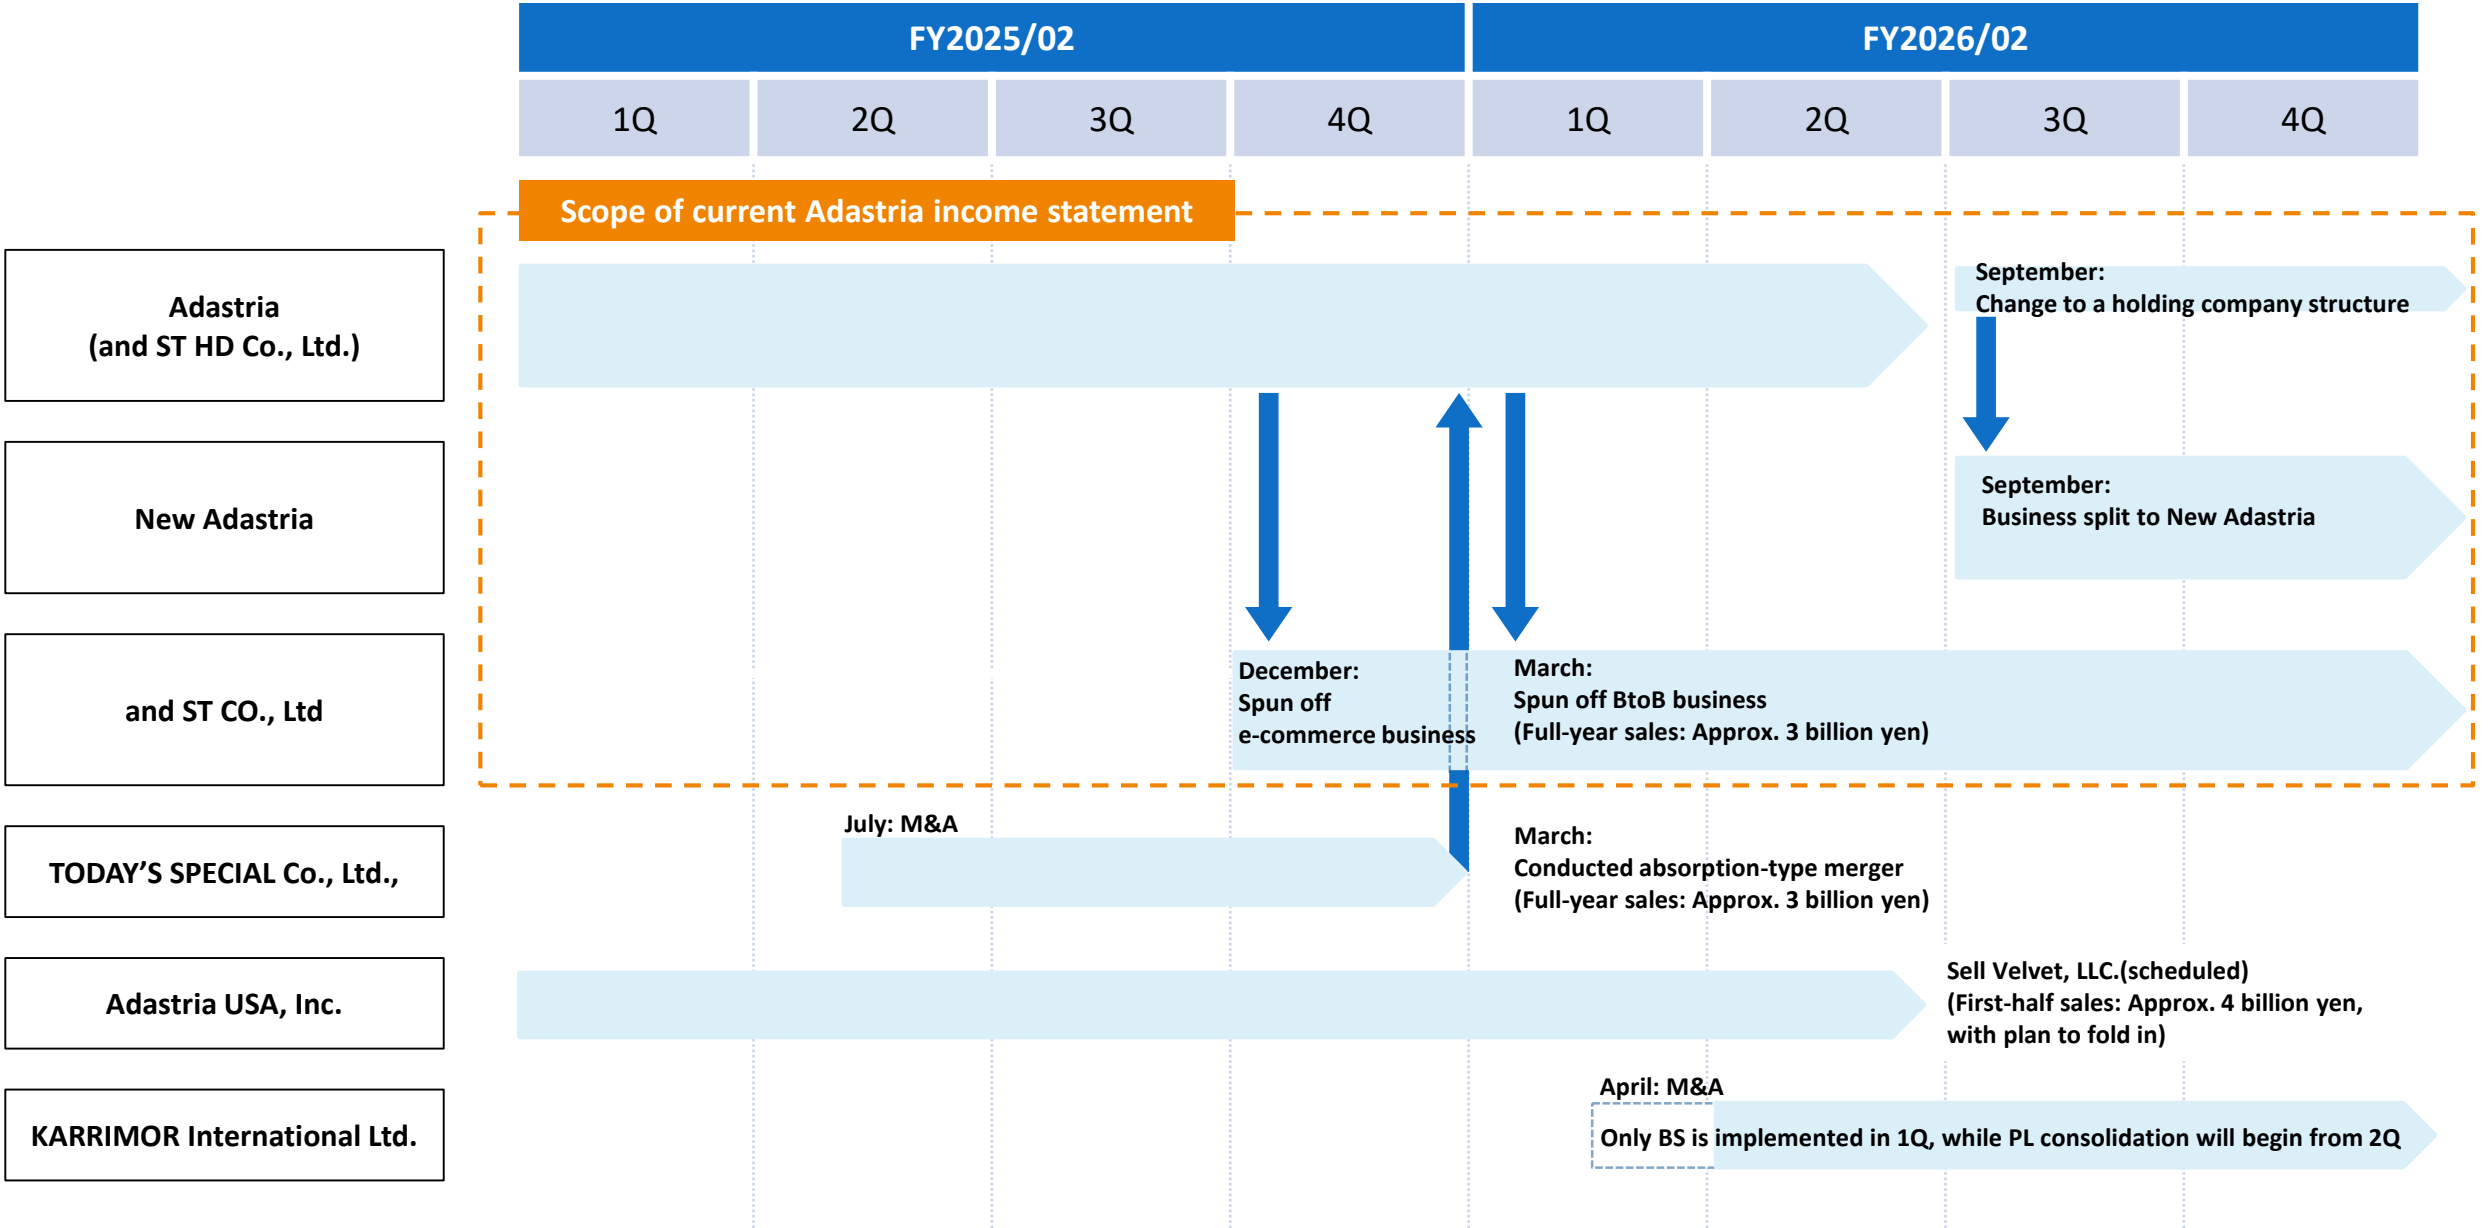 FY2025/02
FY2026/02
1Q
2Q
3Q
4Q
1Q
2Q
3Q
4Q
Scope of current Adastria income statement
Adastria
(and ST HD Co., Ltd.)
September:
Change to a holding company structure
New Adastria
September:
Business split to New Adastria
and ST CO., Ltd
December:
Spun off
e-commerce business
March:
Spun off BtoB business
(Full-year sales: Approx. 3 billion yen)
TODAY'S SPECIAL Co., Ltd.,
July: M&A
March:
Conducted absorption-type merger
(Full-year sales: Approx. 3 billion yen)
Adastria USA, Inc.
Sell Velvet, LLC.(scheduled)
(First-half sales: Approx. 4 billion yen,
with plan to fold in)
KARRIMOR International Ltd.
April: M&A
Only BS is implemented in 1Q, while PL consolidation will begin from 2Q